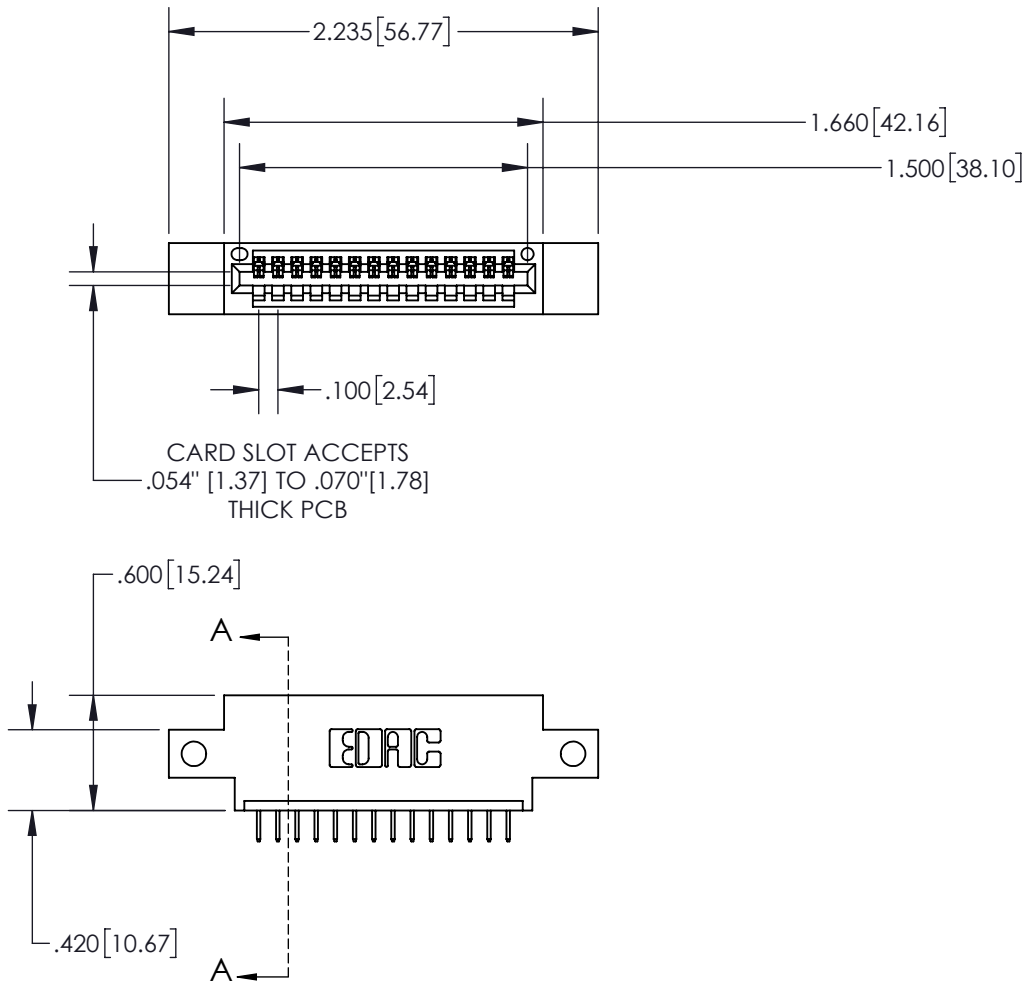 2.235[56.77]
1.660[42.16]
1.500[38.10]
.100[2.54]
CARD SLOT ACCEPTS
.054" [1.37] TO .070"[1.78]
THICK PCB
.600[15.24]
A
EDAC
.420[10.67]
A